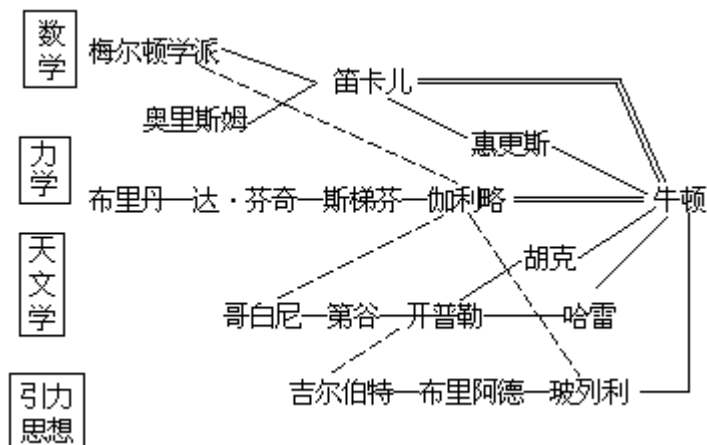 数学
梅尔顿学派
笛卡儿
奥里斯姆
惠更斯
力学
布里丹 达·芬奇 斯梯芬 伽利略 牛顿
胡克
天文学
哥白尼 第谷 开普勒 哈雷
吉尔伯特 布里阿德 玻列利
引力
思想